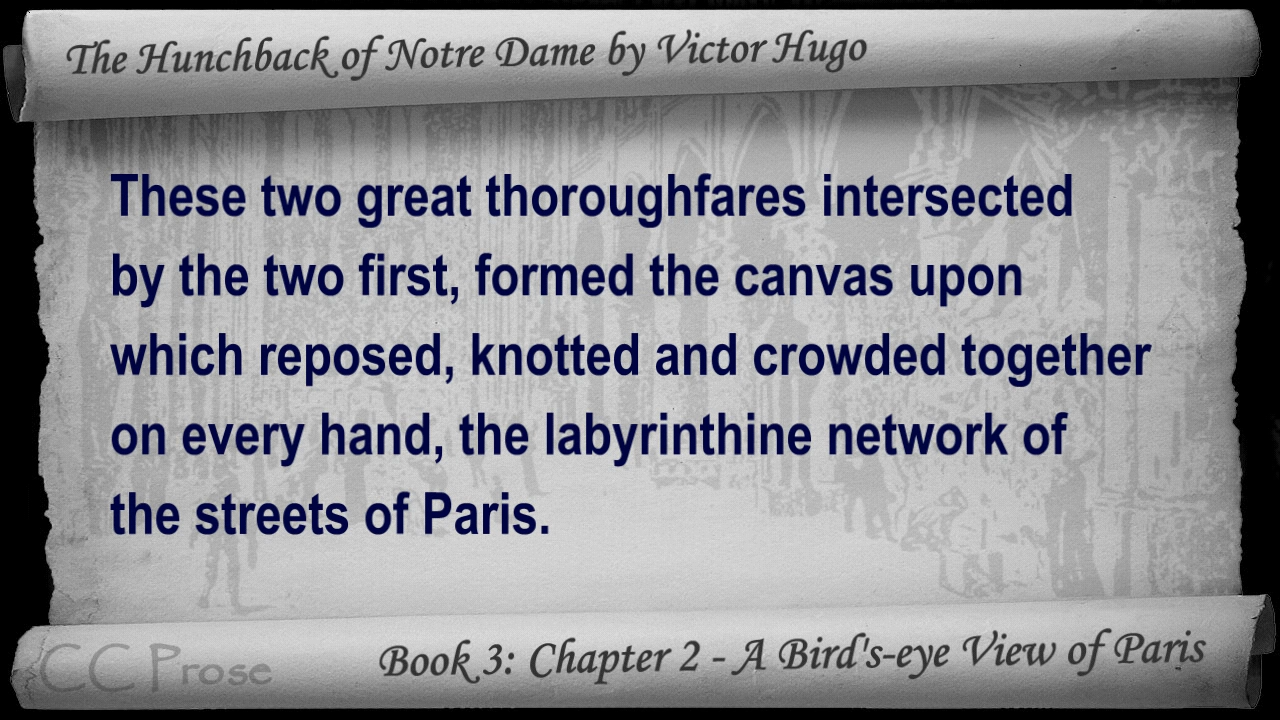 The Hunchback of Notre Dame by Victor Hugo
These two great thoroughfares intersected
by the two first, formed the canvas upon
which reposed, knotted and crowded together
on every hand, the labyrinthine network of
the streets of Paris.
CC Prose
Book 3: Chapter 2 - A Bird's-eye View of Paris